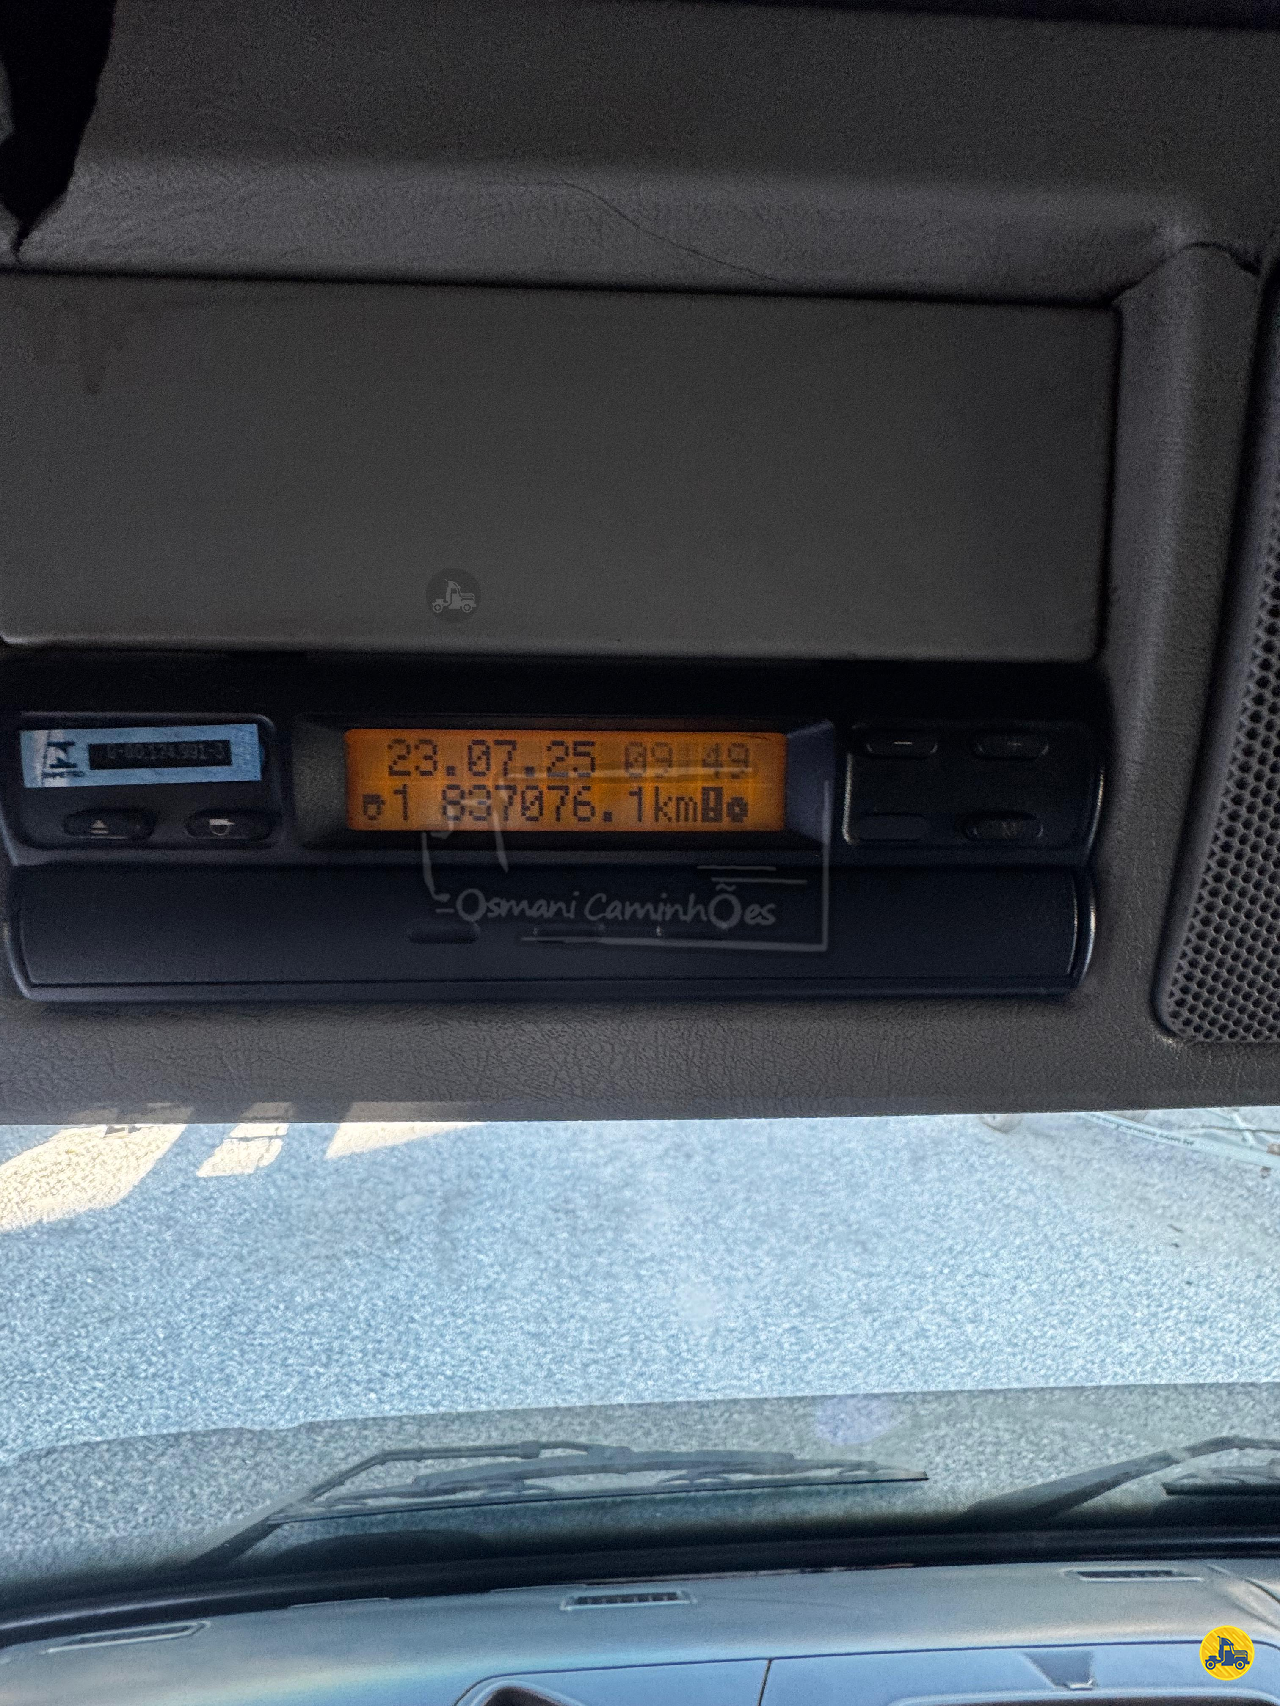 23.07.25 09:49
1 837076.1km
Osmani CaminhÕes